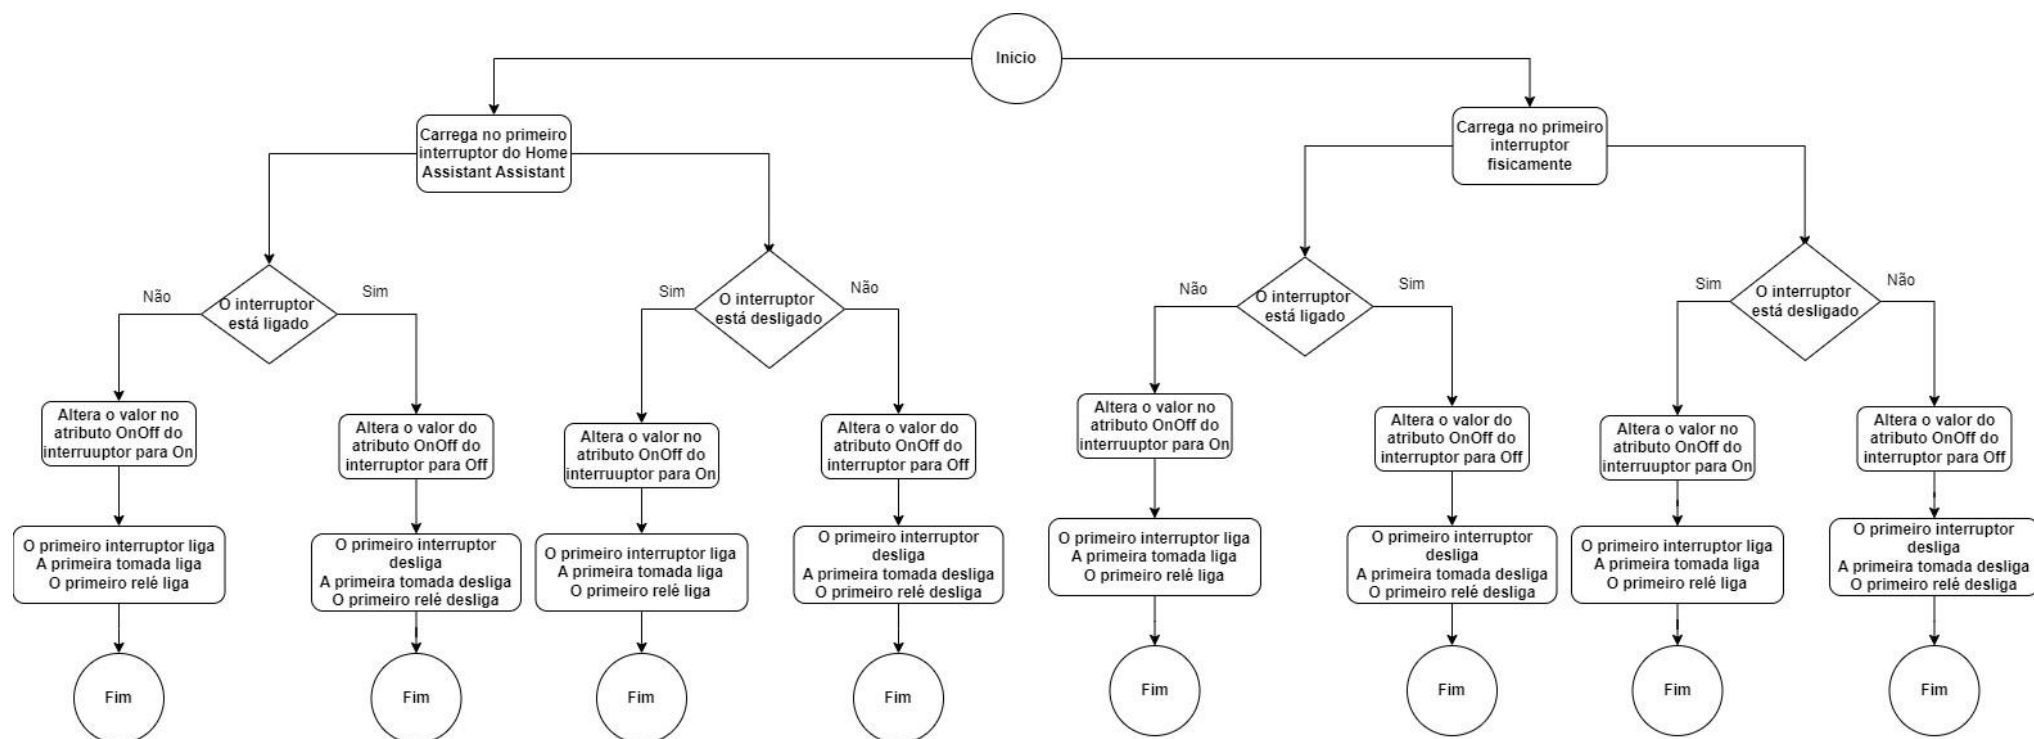 Inicio
Carrega no primeiro
interruptor do Home
Assistant Assistant
Carrega no primeiro
interruptor
fisicamente
Não
O interruptor
está ligado
Sim
Sim
O interruptor
está desligado
Não
Não
O interruptor
está ligado
Sim
Sim
O interruptor
está desligado
Não
Altera o valor no
atributo OnOff do
interruuptor para On
Altera o valor do
atributo OnOff do
interruptor para Off
Altera o valor no
atributo OnOff do
interruuptor para On
Altera o valor do
atributo OnOff do
interruptor para Off
Altera o valor no
atributo OnOff do
interruuptor para On
Altera o valor do
atributo OnOff do
interruptor para Off
Altera o valor no
atributo OnOff do
interruuptor para On
Altera o valor do
atributo OnOff do
interruptor para Off
O primeiro interruptor liga
A primeira tomada liga
O primeiro relé liga
O primeiro interruptor
desliga
A primeira tomada desliga
O primeiro relé desliga
O primeiro interruptor liga
A primeira tomada liga
O primeiro relé liga
O primeiro interruptor
desliga
A primeira tomada desliga
O primeiro relé desliga
O primeiro interruptor liga
A primeira tomada liga
O primeiro relé liga
O primeiro interruptor
desliga
A primeira tomada desliga
O primeiro relé desliga
O primeiro interruptor liga
A primeira tomada liga
O primeiro relé liga
O primeiro interruptor
desliga
A primeira tomada desliga
O primeiro relé desliga
Fim
Fim
Fim
Fim
Fim
Fim
Fim
Fim